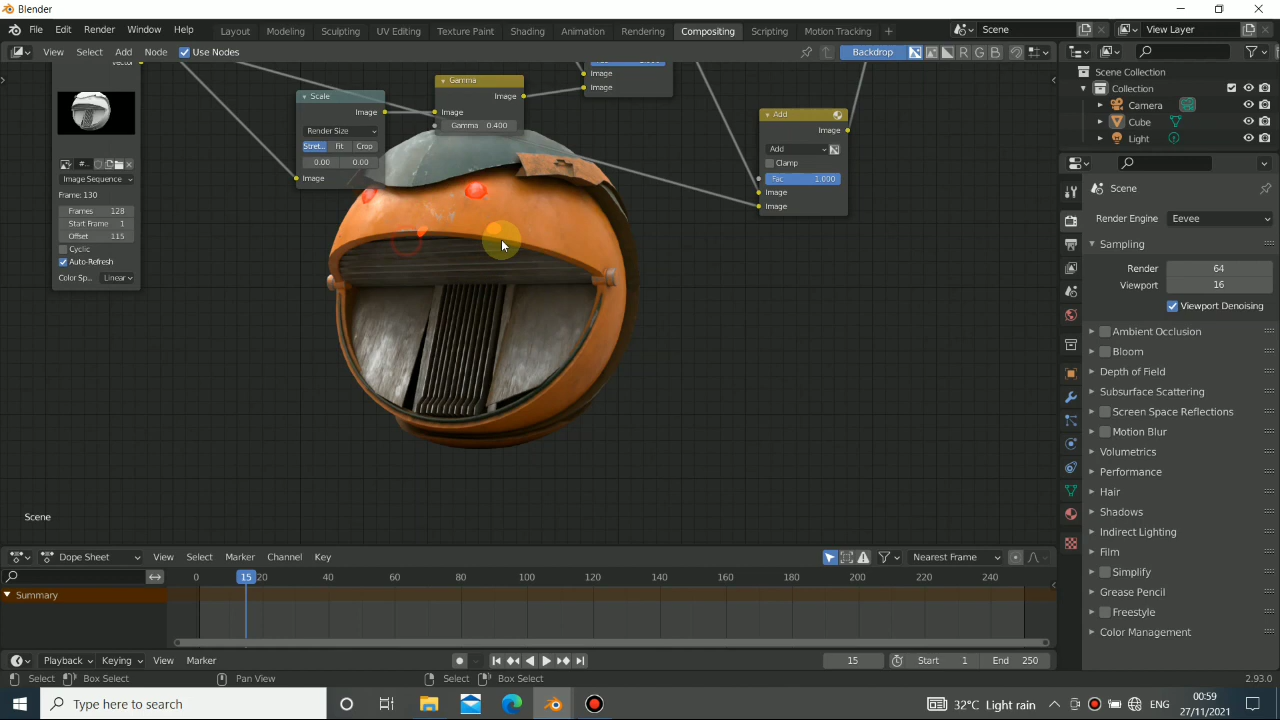 Blender
File Edit Render Window Help Layout Modeling Sculpting UV Editing Texture Paint Shading Animation Rendering Compositing Scripting Motion Tracking + Scene View Layer
View Select Add Node Use Nodes Backdrop R G B
Scene Collection
Collection
Camera
Cube
Light
Vector
Image
Image
Gamma
Image
Image
Gamma 0.400
Scale
Image
Render Size
Stret.. Fit Crop
0.00 0.00
Image
Add
Image
Add
Clamp
Fac 1.000
Image
Image
#..
Image Sequence
Frame: 130
Frames 128
Start Frame 1
Offset 115
Cyclic
Auto-Refresh
Color Sp.. Linear
Scene
Scene
Render Engine Eevee
Sampling
Render 64
Viewport 16
Viewport Denoising
Ambient Occlusion
Bloom
Depth of Field
Subsurface Scattering
Screen Space Reflections
Motion Blur
Volumetrics
Performance
Hair
Shadows
Indirect Lighting
Film
Simplify
Grease Pencil
Freestyle
Color Management
Dope Sheet View Select Marker Channel Key Nearest Frame
0 15 20 40 60 80 100 120 140 160 180 200 220 240
Summary
Playback Keying View Marker 15 Start 1 End 250
Select Box Select Pan View Select Box Select 2.93.0
Type here to search 32°C Light rain ENG 00:59
27/11/2021